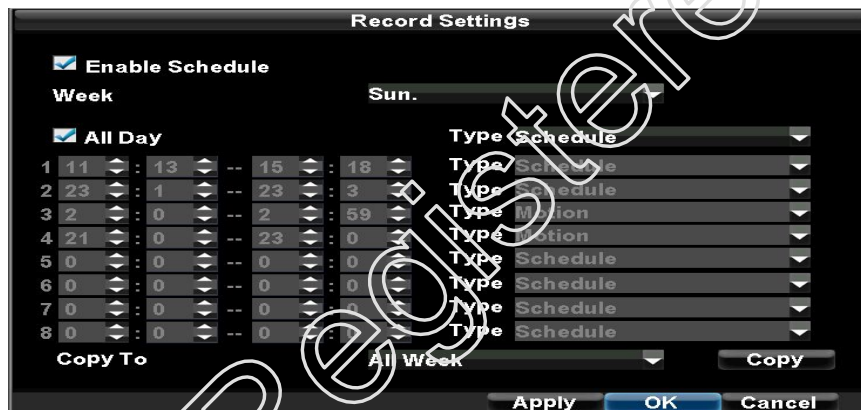 Record Settings
Enable Schedule
Week Sun.
All Day Type Schedule
1 11 : 13 -- 15 : 18 Type Schedule
2 23 : 1 -- 23 : 3 Type Schedule
3 2 : 0 -- 2 : 59 Type Motion
4 21 : 0 -- 23 : 0 Type Motion
5 0 : 0 -- 0 : 0 Type Schedule
6 0 : 0 -- 0 : 0 Type Schedule
7 0 : 0 -- 0 : 0 Type Schedule
8 0 : 0 -- 0 : 0 Type Schedule
Copy To All Week Copy
Apply OK Cancel